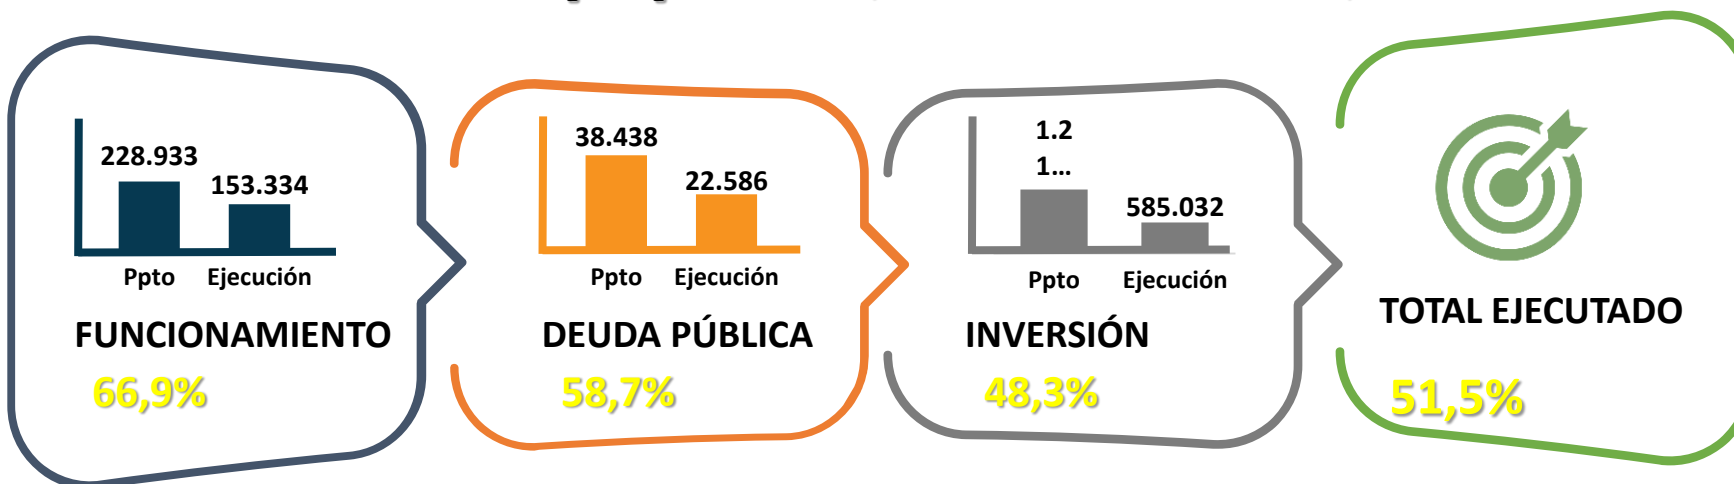 228.933
153.334
Ppto Ejecución
FUNCIONAMIENTO
66,9%
38.438
22.586
Ppto Ejecución
DEUDA PÚBLICA
58,7%
1.2
1...
585.032
Ppto Ejecución
INVERSIÓN
48,3%
TOTAL EJECUTADO
51,5%